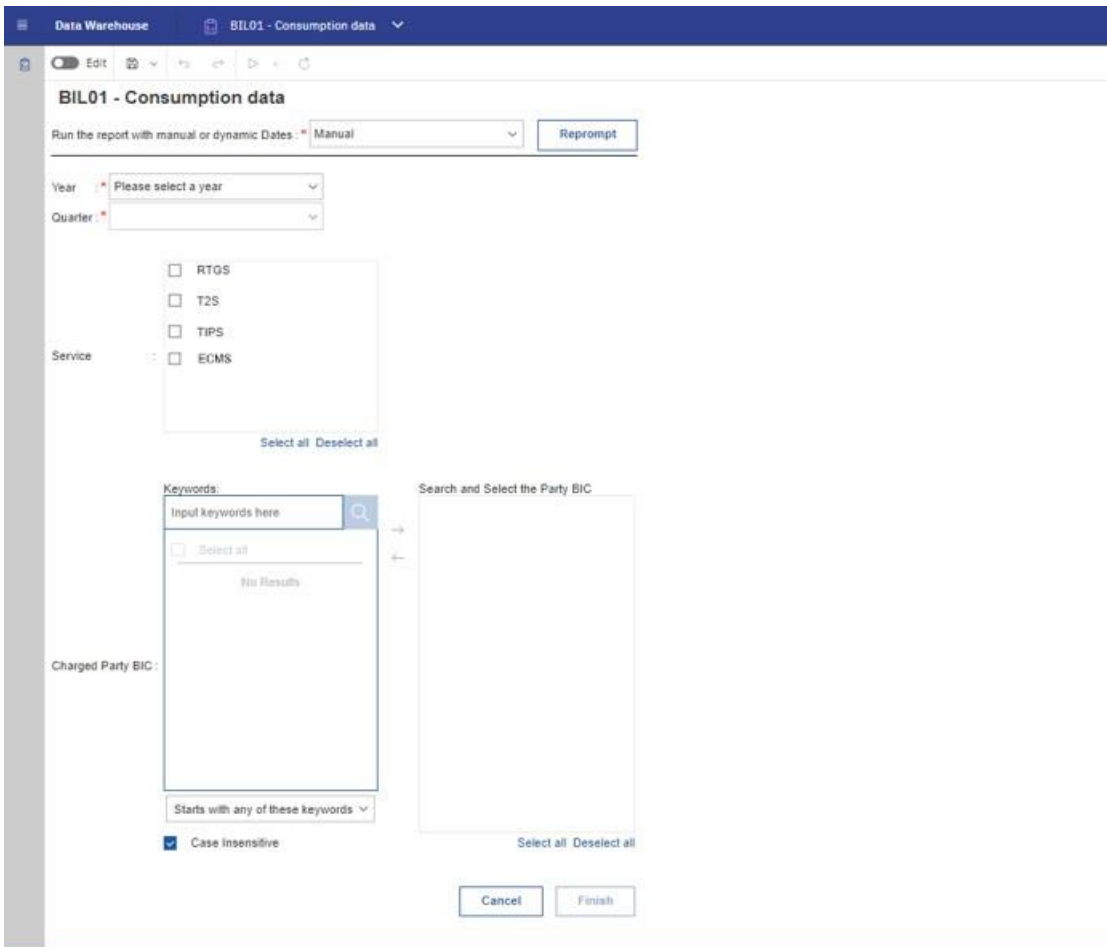 Data Warehouse BIL01 - Consumption data
Edit
BIL01 - Consumption data
Run the report with manual or dynamic Dates : * Manual Reprompt
Year : * Please select a year
Quarter : *
RTGS
T2S
TIPS
Service : ECMS
Select all Deselect all
Keywords: Search and Select the Party BIC
Input keywords here
Select all
No Results
Charged Party BIC :
Starts with any of these keywords
Case Insensitive Select all Deselect all
Cancel Finish